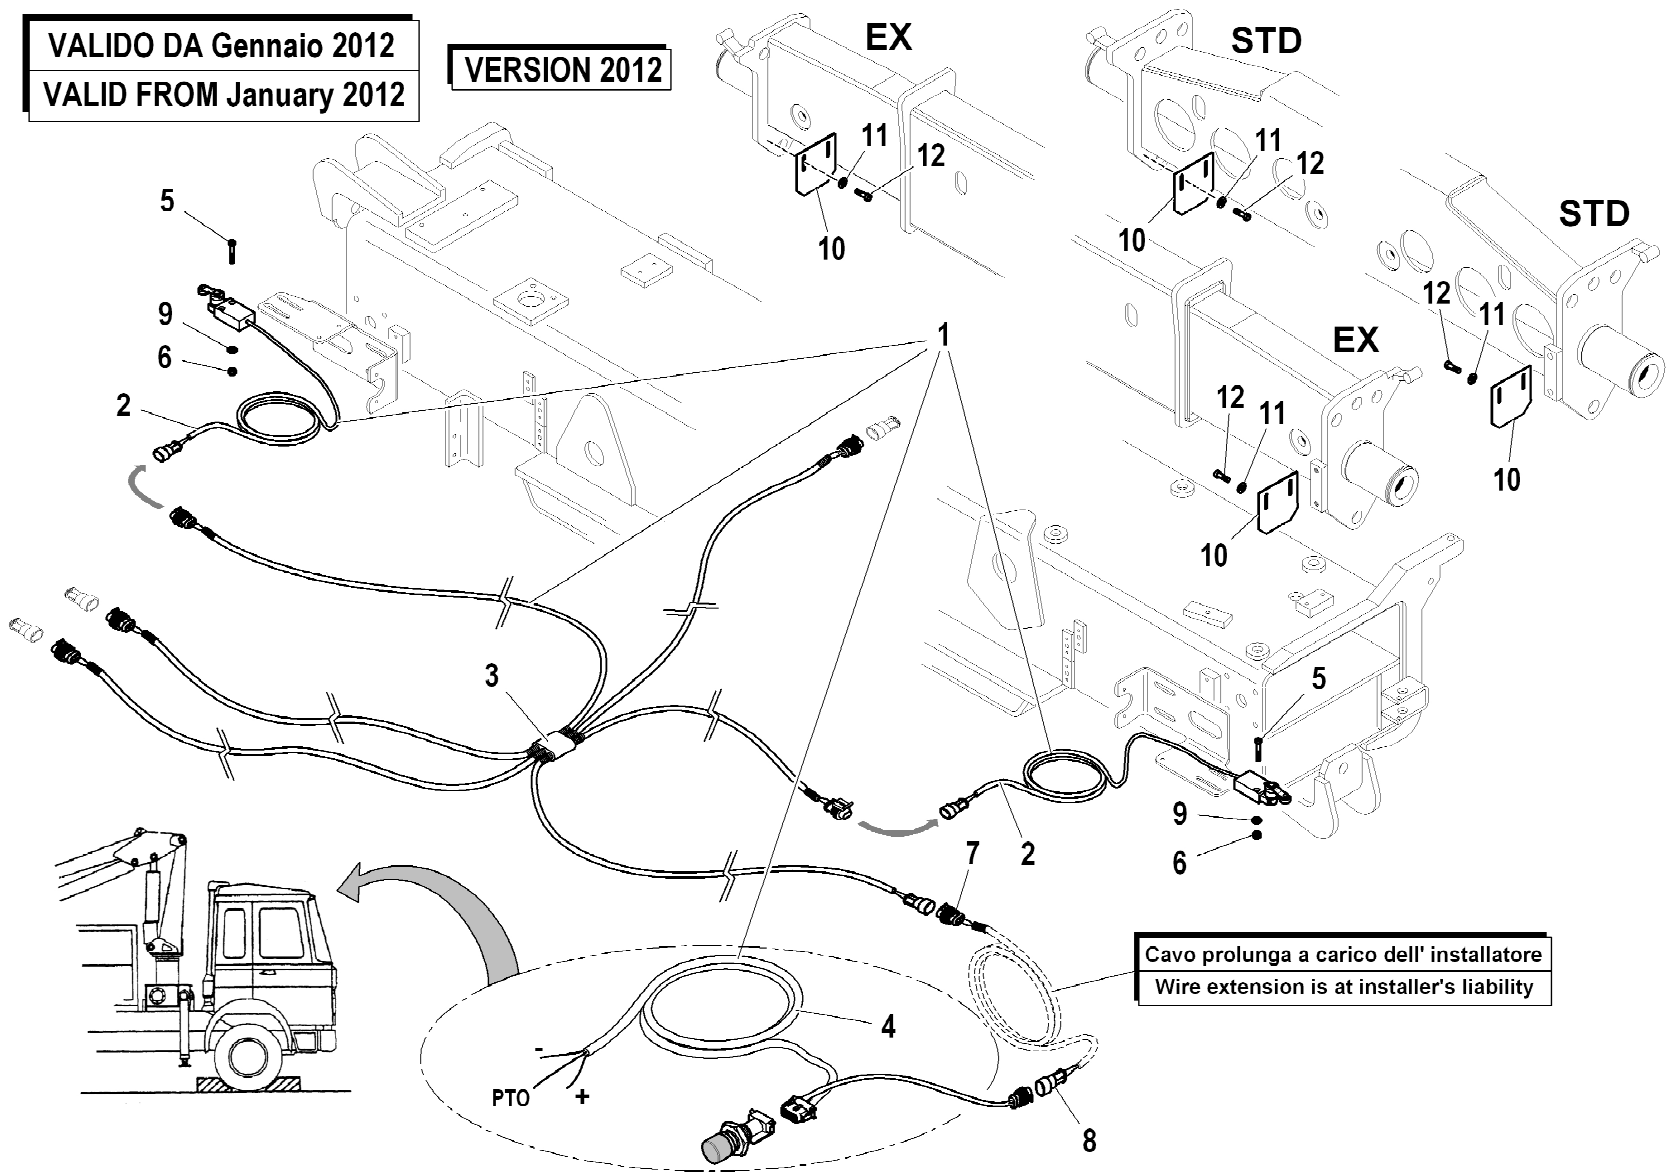 VALIDO DA Gennaio 2012
VALID FROM January 2012
VERSION 2012
EX
STD
11
12
10
11
12
10
STD
12
11
10
5
9
6
2
1
EX
12
11
10
3
5
9
6
2
7
4
8
-
PTO
+
Cavo prolunga a carico dell' installatore
Wire extension is at installer's liability